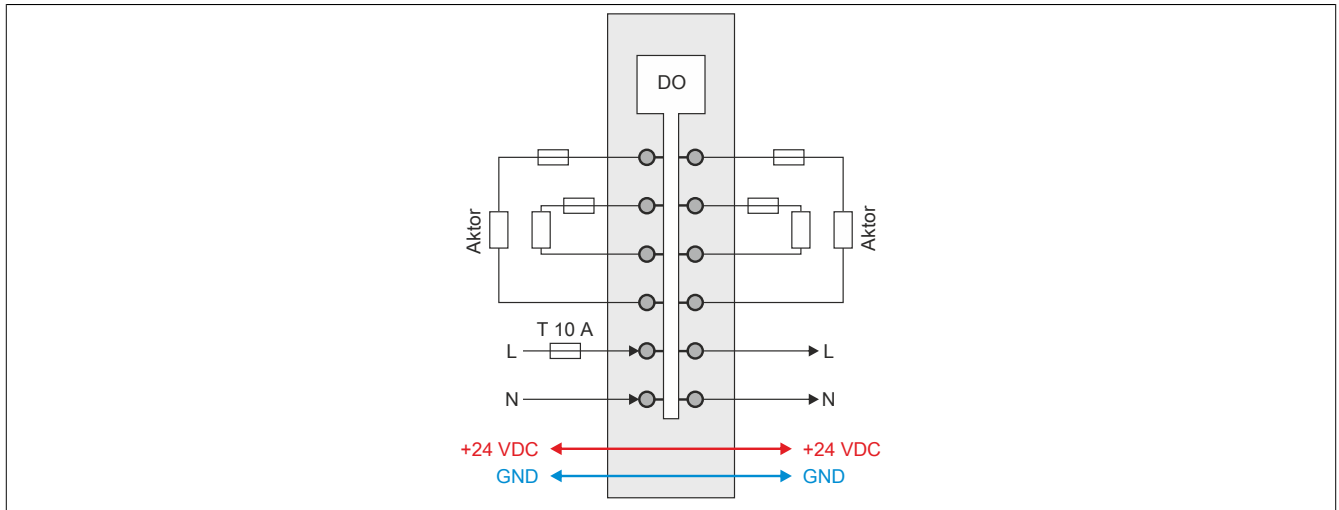 DO
Aktor
Aktor
T 10 A
L
L
N
N
+24 VDC
+24 VDC
GND
GND